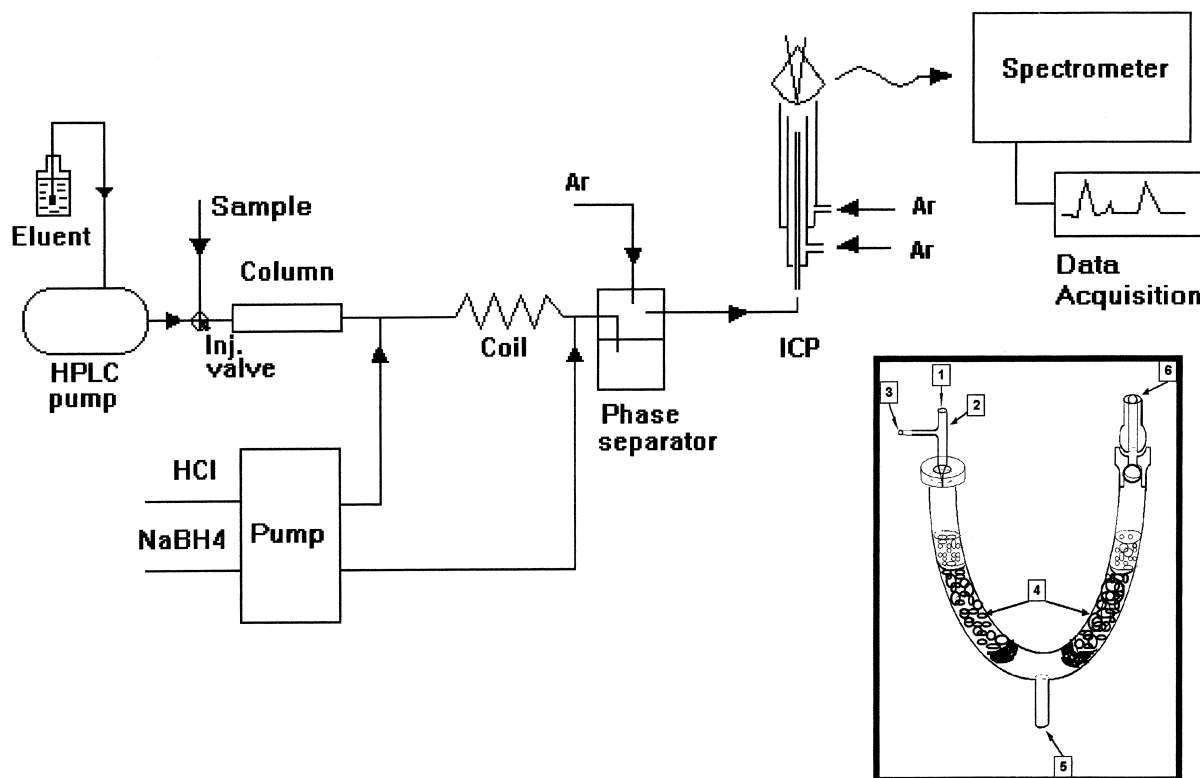 Spectrometer
Ar
Sample
Eluent
Ar
Ar
Column
Data
Acquisition
Inj.
valve
Coil
ICP
HPLC
pump
Phase
separator
HCl
NaBH4
Pump
1
6
3
2
4
5